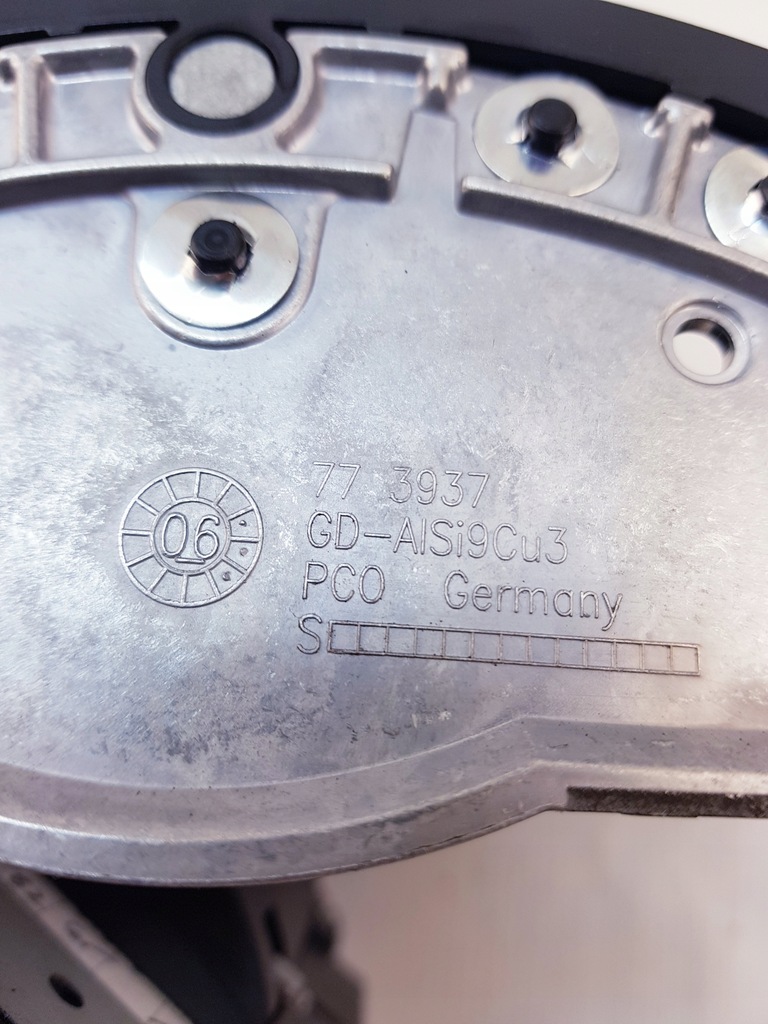 77 3937
06 GD-AlSi9Cu3
PCO Germany
S